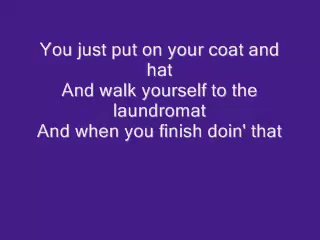 You just put on your coat and
hat
And walk yourself to the
laundromat
And when you finish doin' that